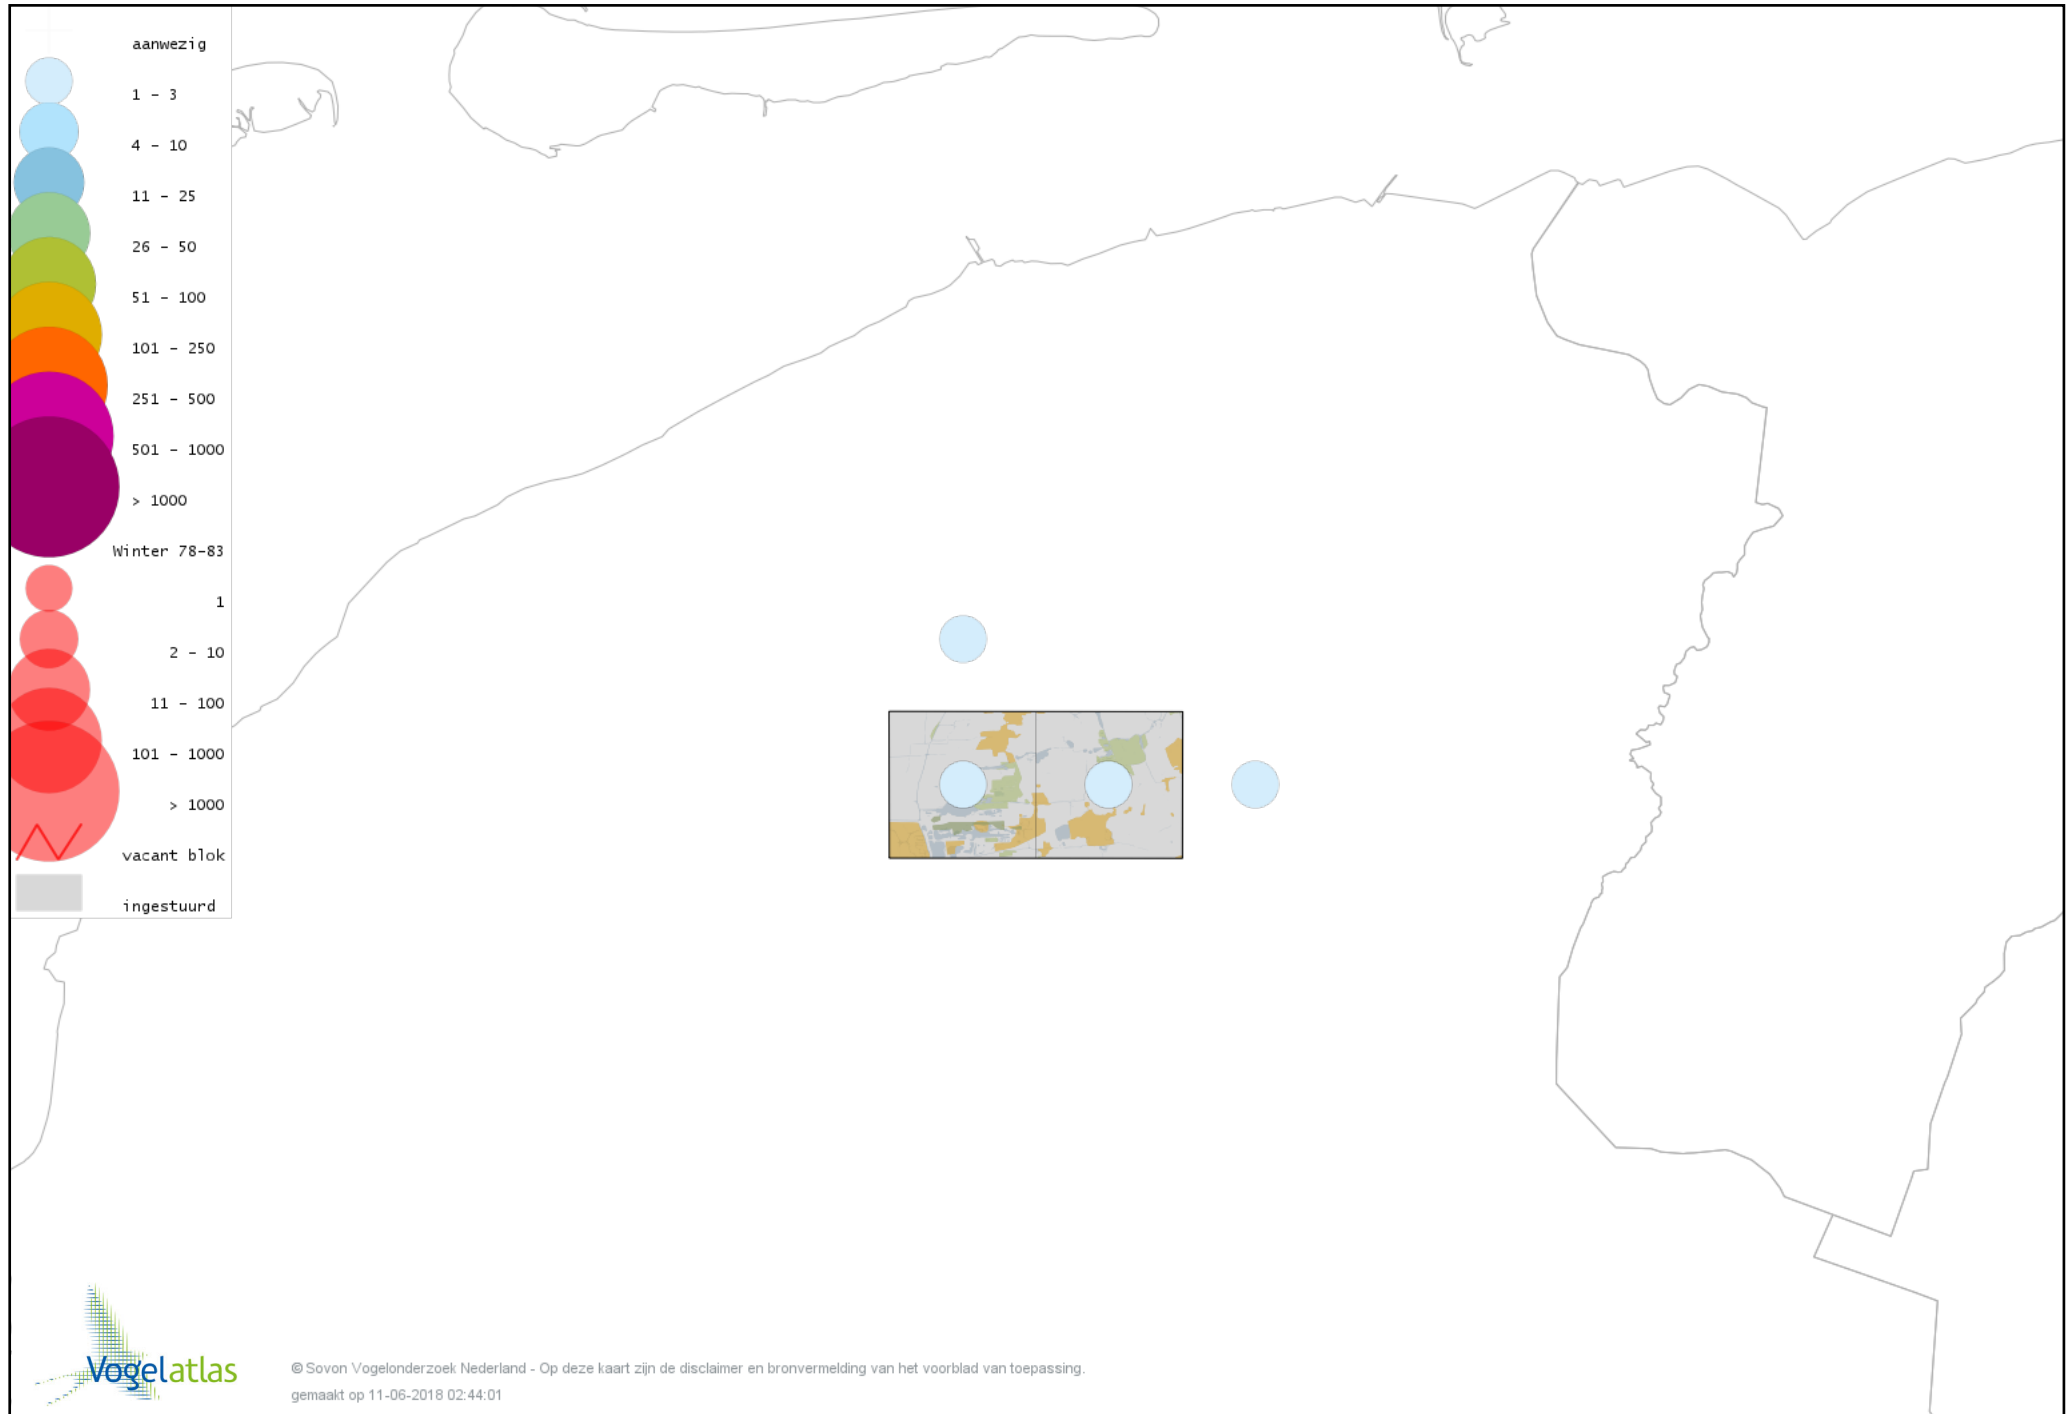 aanwezig
1 - 3
4 - 10
11 - 25
26 - 50
51 - 100
101 - 250
251 - 500
501 - 1000
> 1000
Winter 78-83
1
2 - 10
11 - 100
101 - 1000
> 1000
vacant blok
ingestuurd
Vogelatlas
© Sovon Vogelonderzoek Nederland - Op deze kaart zijn de disclaimer en bronvermelding van het voorblad van toepassing.
gemaakt op 11-06-2018 02:44:01